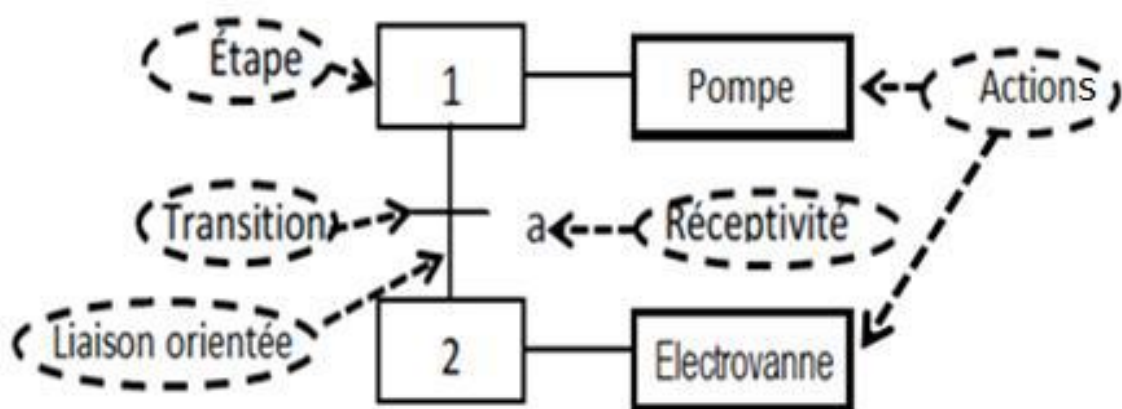 Étape
1
Pompe
Actions
Transition
a
Réceptivité
Liaison orientée
2
Electrovanne